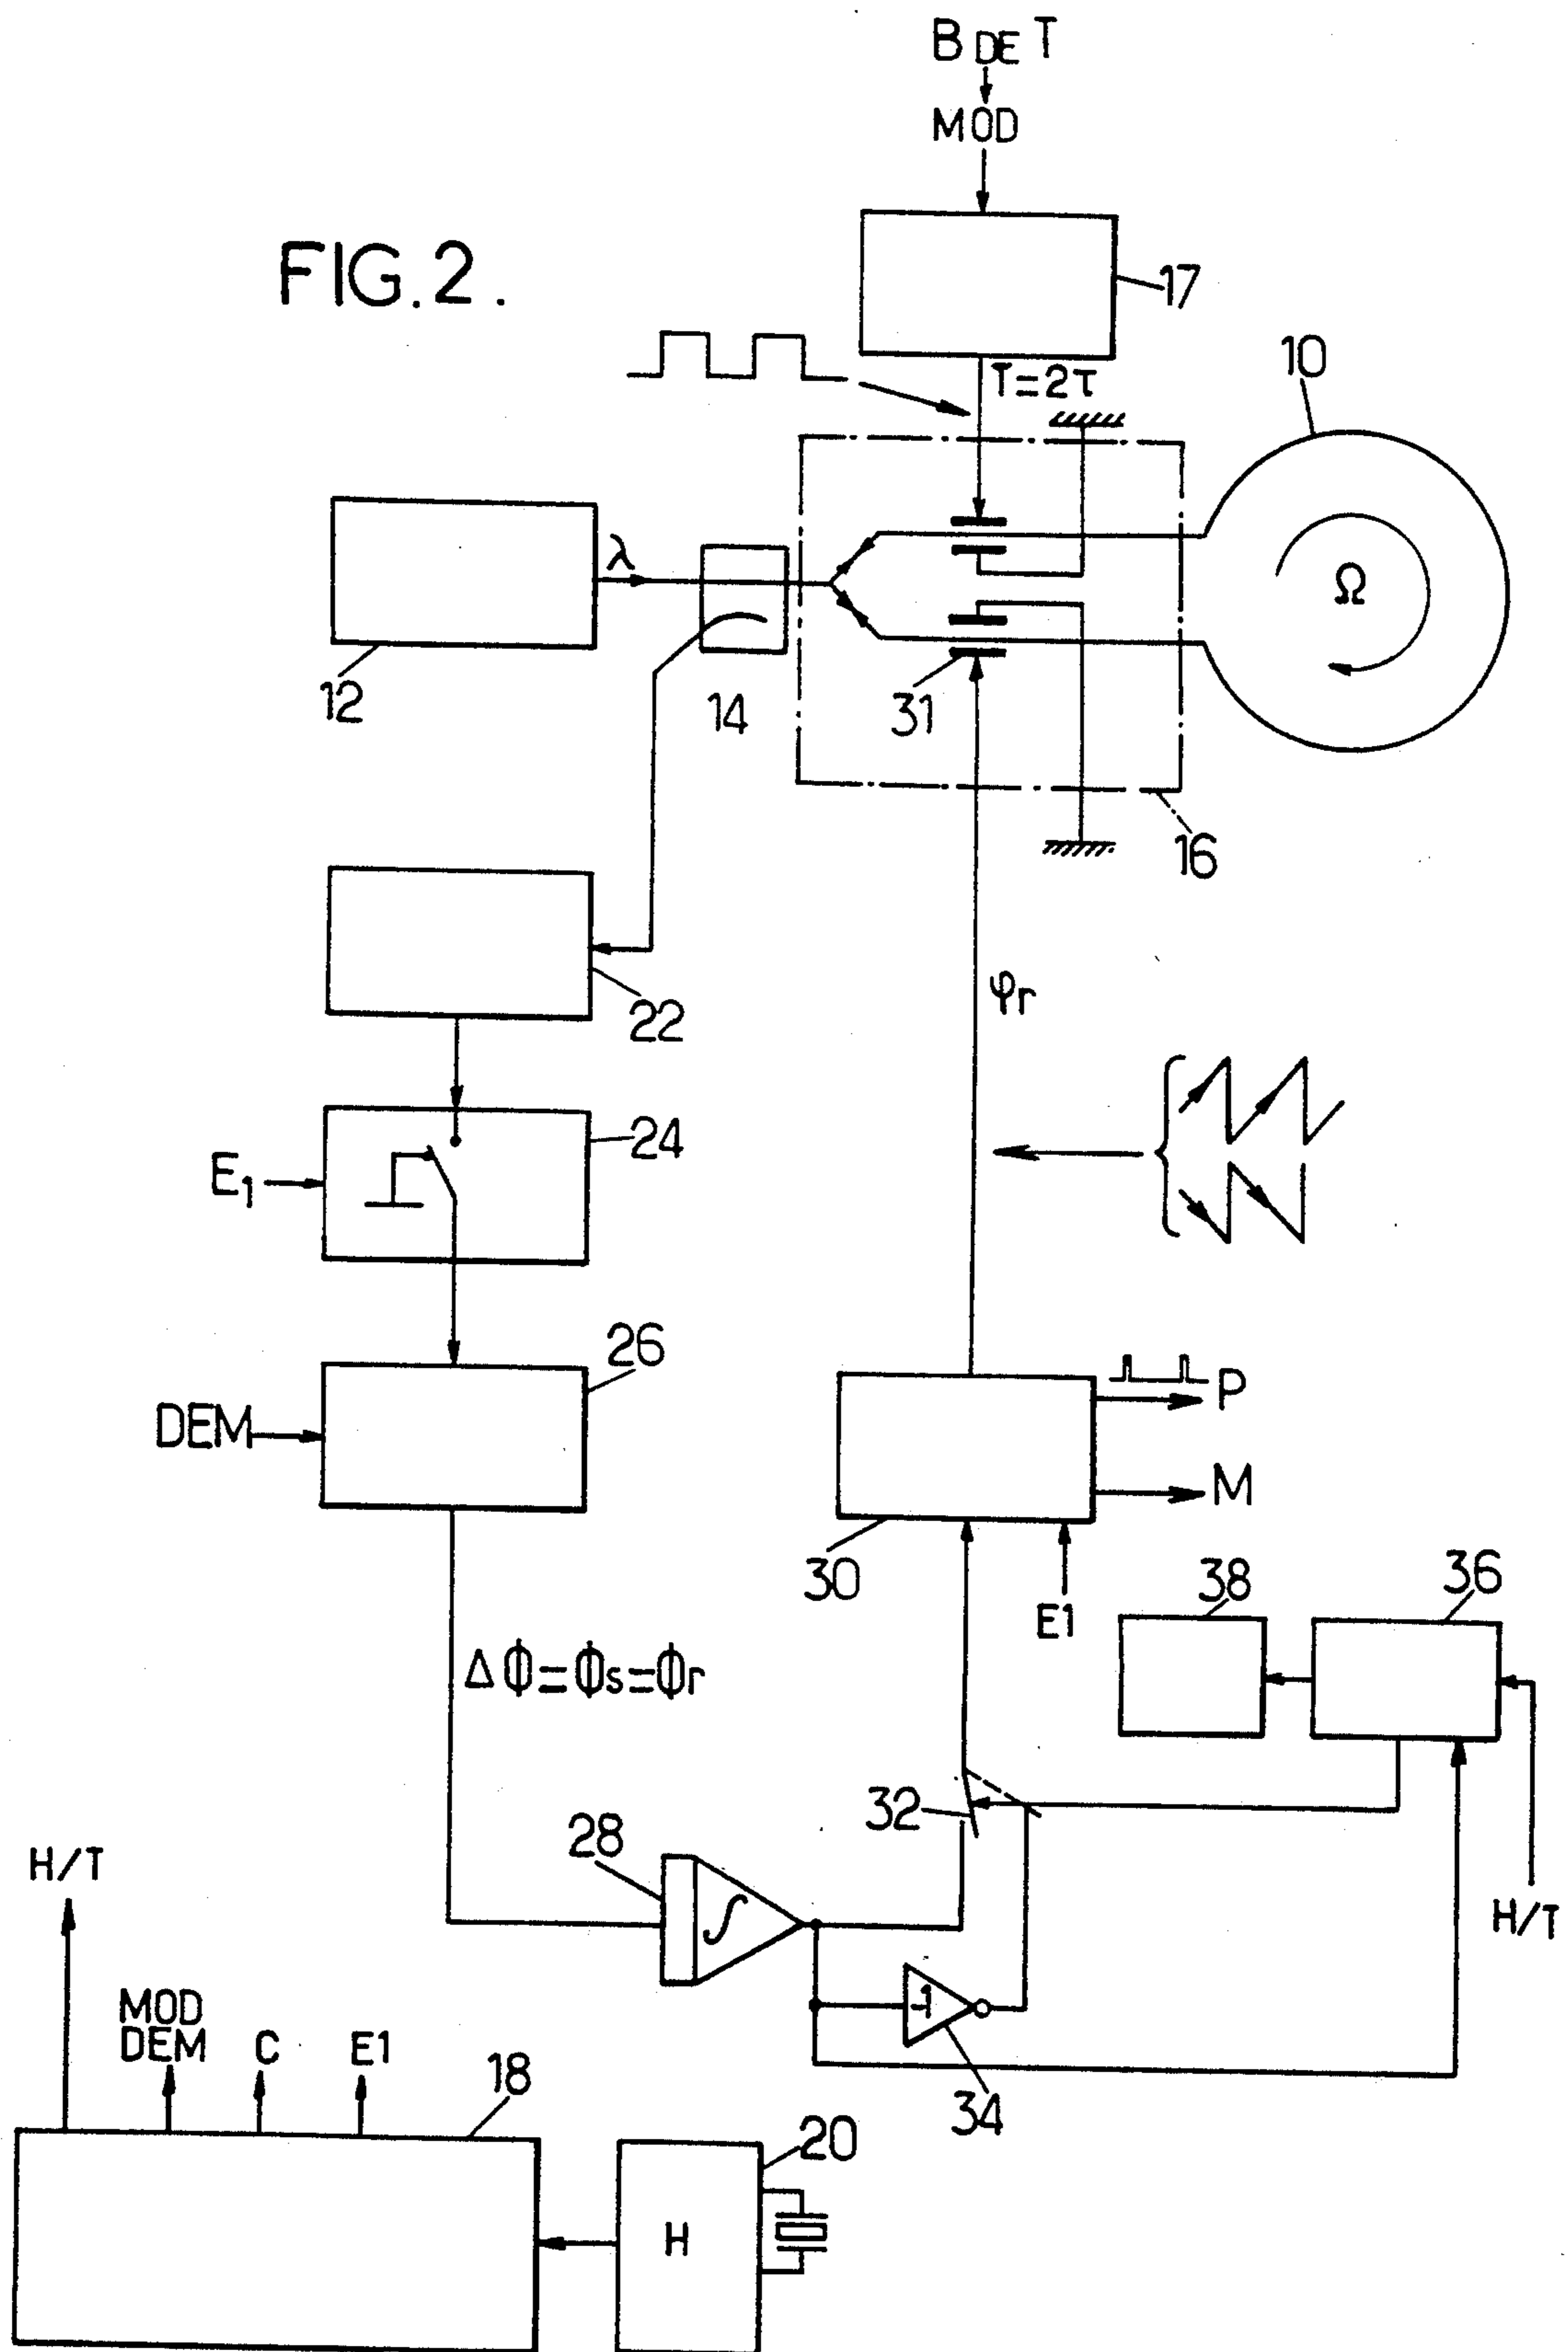 B DE T
MOD
FIG.2.
17
T=2τ
10
λ
Ω
12
14
31
16
22
φr
24
E1
26
DEM
P
M
30
E1
38
36
Δϕ=ϕs=ϕr
32
28
H/T
H/T
-1
MOD
DEM
C
E1
18
34
20
H